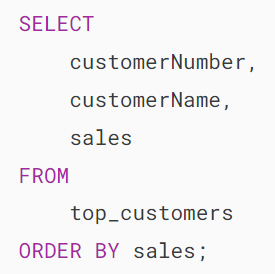 SELECT
    customerNumber,
    customerName,
    sales
FROM
    top_customers
ORDER BY sales;